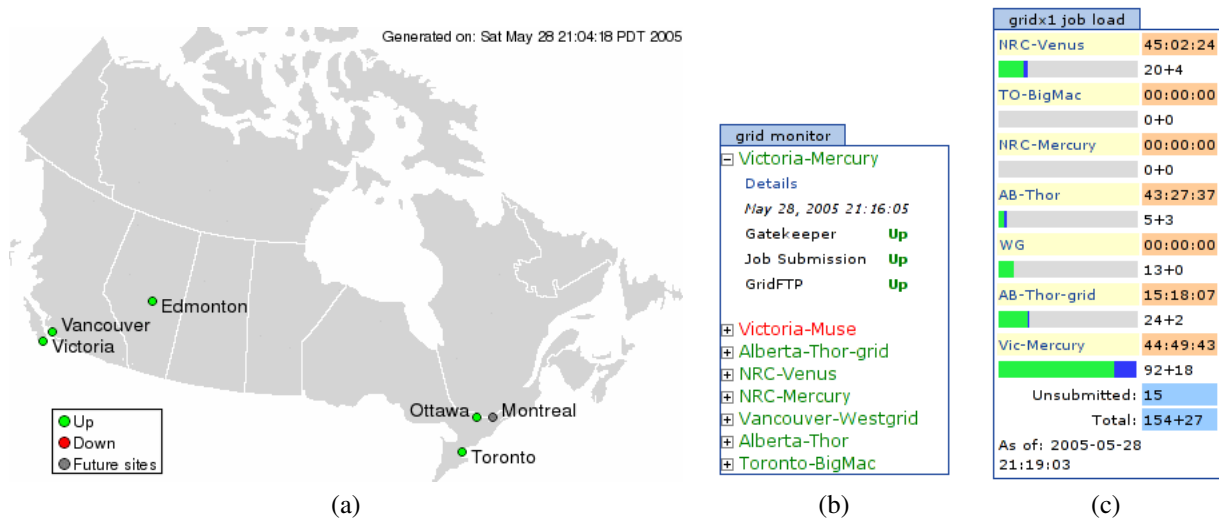 Generated on: Sat May 28 21:04:18 PDT 2005
Edmonton
Vancouver
Victoria
Ottawa
Montreal
Toronto
Up
Down
Future sites
(a)
grid monitor
Victoria-Mercury
Details
May 28, 2005 21:16:05
Gatekeeper Up
Job Submission Up
GridFTP Up
Victoria-Muse
Alberta-Thor-grid
NRC-Venus
NRC-Mercury
Vancouver-Westgrid
Alberta-Thor
Toronto-BigMac
(b)
gridx1 job load
NRC-Venus 45:02:24
20+4
TO-BigMac 00:00:00
0+0
NRC-Mercury 00:00:00
0+0
AB-Thor 43:27:37
5+3
WG 00:00:00
13+0
AB-Thor-grid 15:18:07
24+2
Vic-Mercury 44:49:43
92+18
Unsubmitted: 15
Total: 154+27
As of: 2005-05-28
21:19:03
(c)